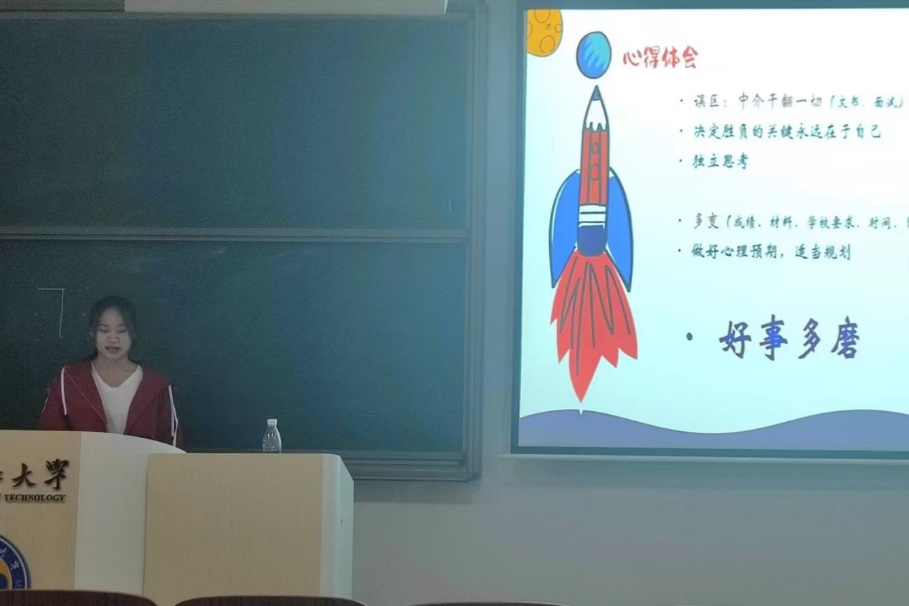 心得体会
· 误区：中介干翻一切（文书、面试）
· 决定胜负的关键永远在于自己
· 独立思考
· 多变（成绩、材料、学校要求、时间、
· 做好心理预期，适当规划
· 好事多磨
大学
TECHNOLOGY